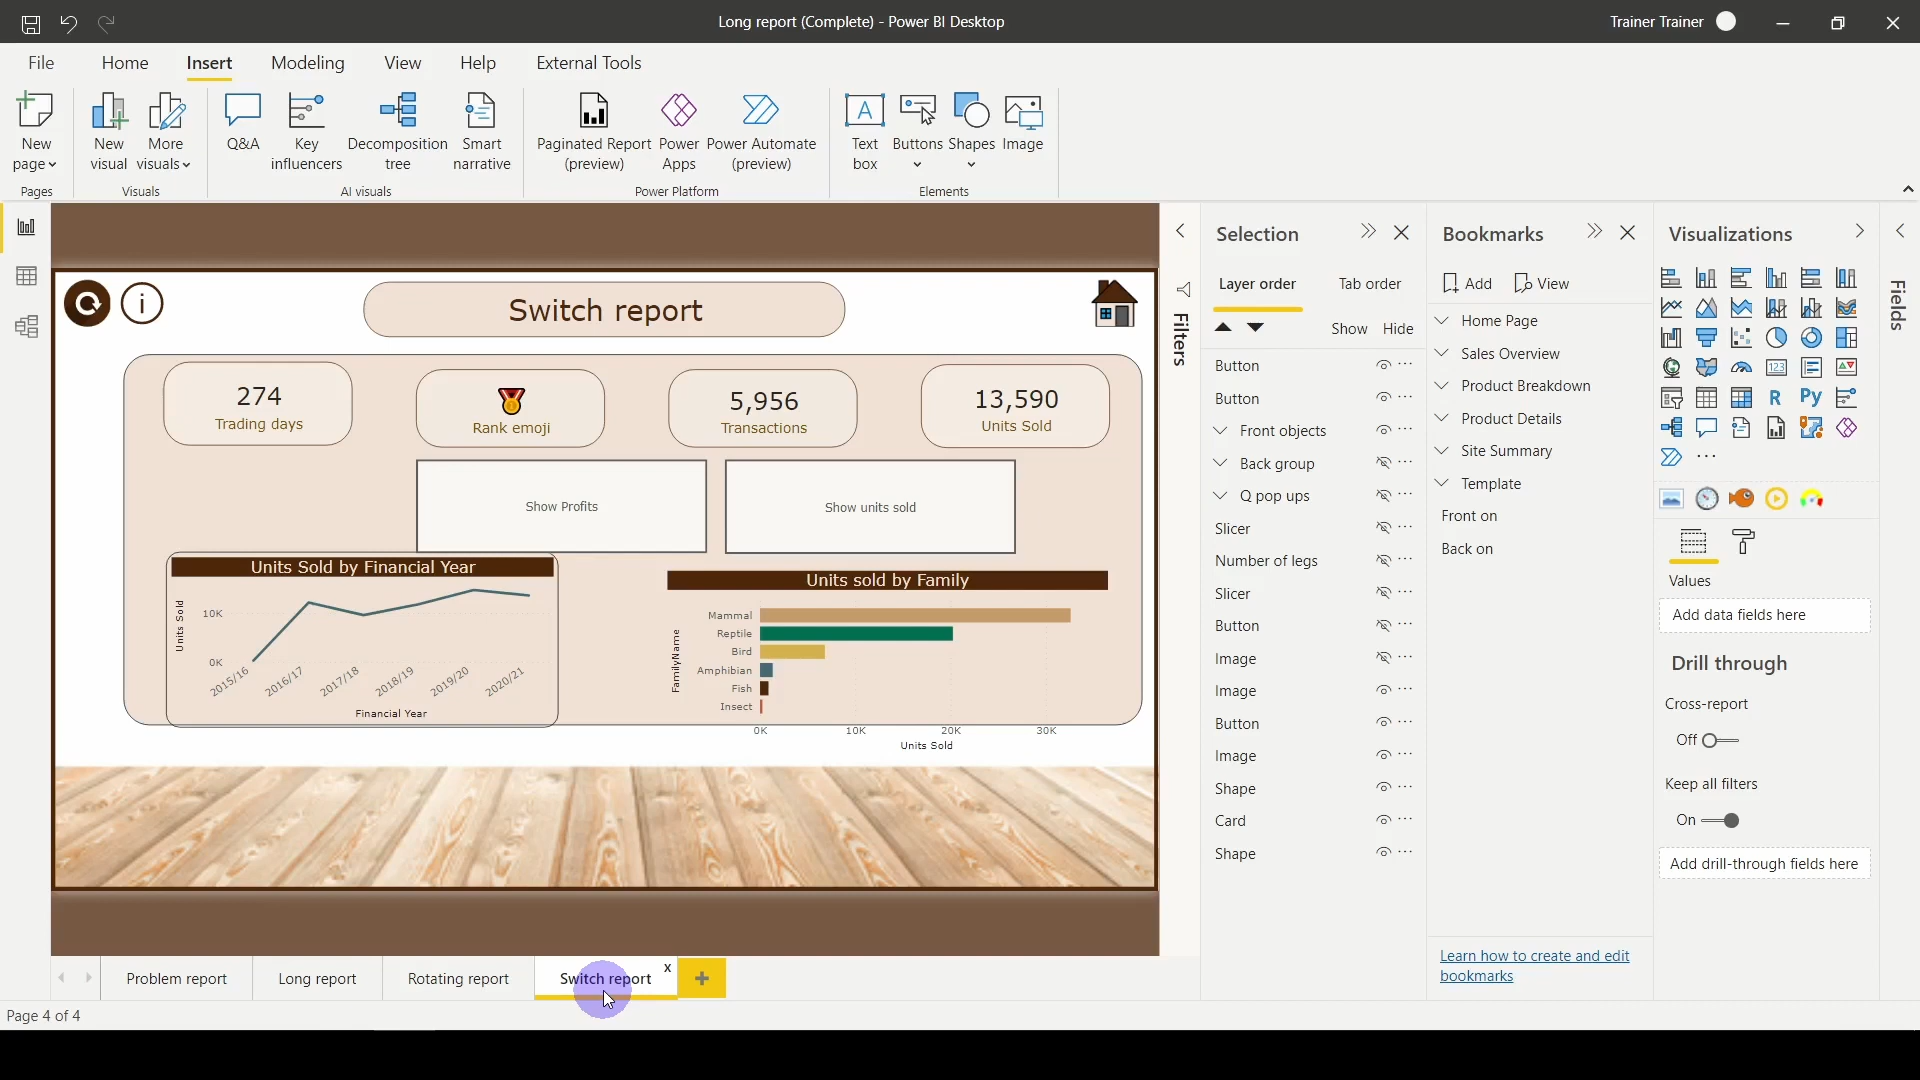 Long report (Complete) - Power BI Desktop
Trainer Trainer
File Home Insert Modeling View Help External Tools
New page
New visual
More visuals
Q&A
Key influencers
Decomposition tree
Smart narrative
Paginated Report (preview)
Power Apps
Power Automate (preview)
Text box
Buttons
Shapes
Image
Pages Visuals AI visuals Power Platform Elements
i
Switch report
274
Trading days
Rank emoji
5,956
Transactions
13,590
Units Sold
Show Profits
Show units sold
Units Sold by Financial Year
Units Sold
10K
0K
2015/16 2016/17 2017/18 2018/19 2019/20 2020/21
Financial Year
Units sold by Family
FamilyName
Mammal
Reptile
Bird
Amphibian
Fish
Insect
0K 10K 20K 30K
Units Sold
Filters
Selection
Layer order Tab order
Show Hide
Button
Button
Front objects
Back group
Q pop ups
Slicer
Number of legs
Slicer
Button
Image
Image
Button
Image
Shape
Card
Shape
Bookmarks
Add View
Home Page
Sales Overview
Product Breakdown
Product Details
Site Summary
Template
Front on
Back on
Learn how to create and edit
bookmarks
Visualizations
123
R Py
Values
Add data fields here
Drill through
Cross-report
Off
Keep all filters
On
Add drill-through fields here
Fields
Problem report Long report Rotating report Switch report x +
Page 4 of 4